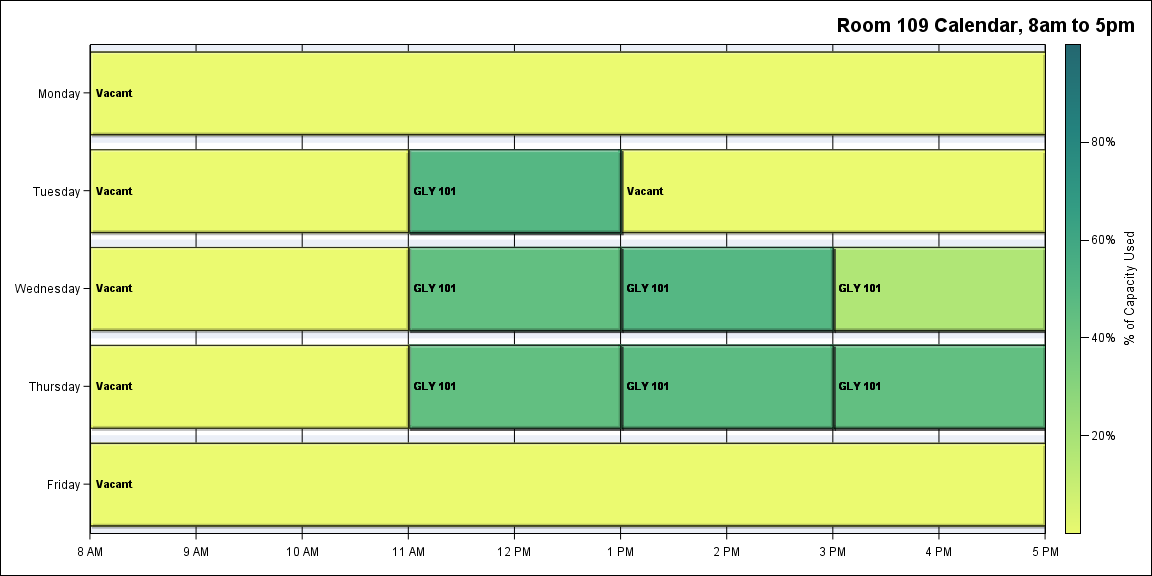 Room 109 Calendar, 8am to 5pm
Monday
Vacant
Tuesday
Vacant
GLY 101
Vacant
Wednesday
Vacant
GLY 101
GLY 101
GLY 101
Thursday
Vacant
GLY 101
GLY 101
GLY 101
Friday
Vacant
8 AM
9 AM
10 AM
11 AM
12 PM
1 PM
2 PM
3 PM
4 PM
5 PM
80%
60%
40%
20%
% of Capacity Used